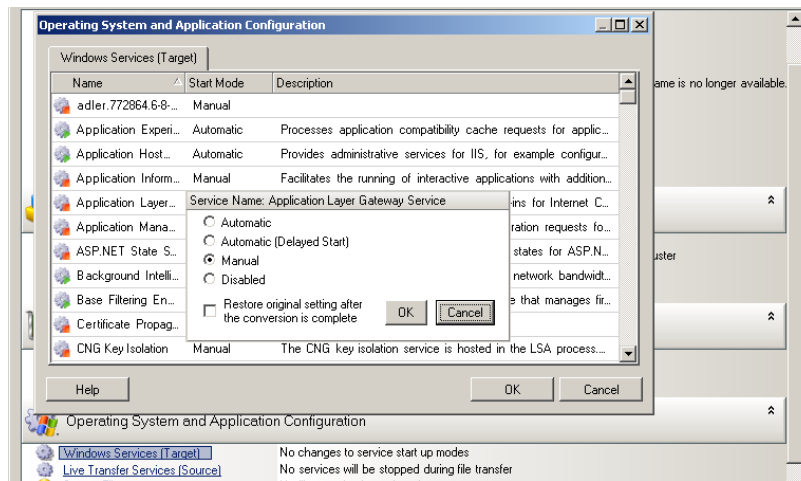 Operating System and Application Configuration
Windows Services (Target)
Name Start Mode Description
adler.772864.6-8-... Manual
Application Experi... Automatic Processes application compatibility cache requests for applic...
Application Host... Automatic Provides administrative services for IIS, for example configur...
Application Inform... Manual Facilitates the running of interactive applications with addition...
Application Layer... -ins for Internet C...
Application Mana... ration requests fo...
ASP.NET State S... states for ASP.N...
Background Intelli... network bandwidt...
Base Filtering En... e that manages fir...
Certificate Propag...
CNG Key Isolation Manual The CNG key isolation service is hosted in the LSA process....
Service Name: Application Layer Gateway Service
Automatic
Automatic (Delayed Start)
Manual
Disabled
Restore original setting after
the conversion is complete
OK Cancel
Help OK Cancel
ame is no longer available.
uster
Operating System and Application Configuration
Windows Services (Target) No changes to service start up modes
Live Transfer Services (Source) No services will be stopped during file transfer